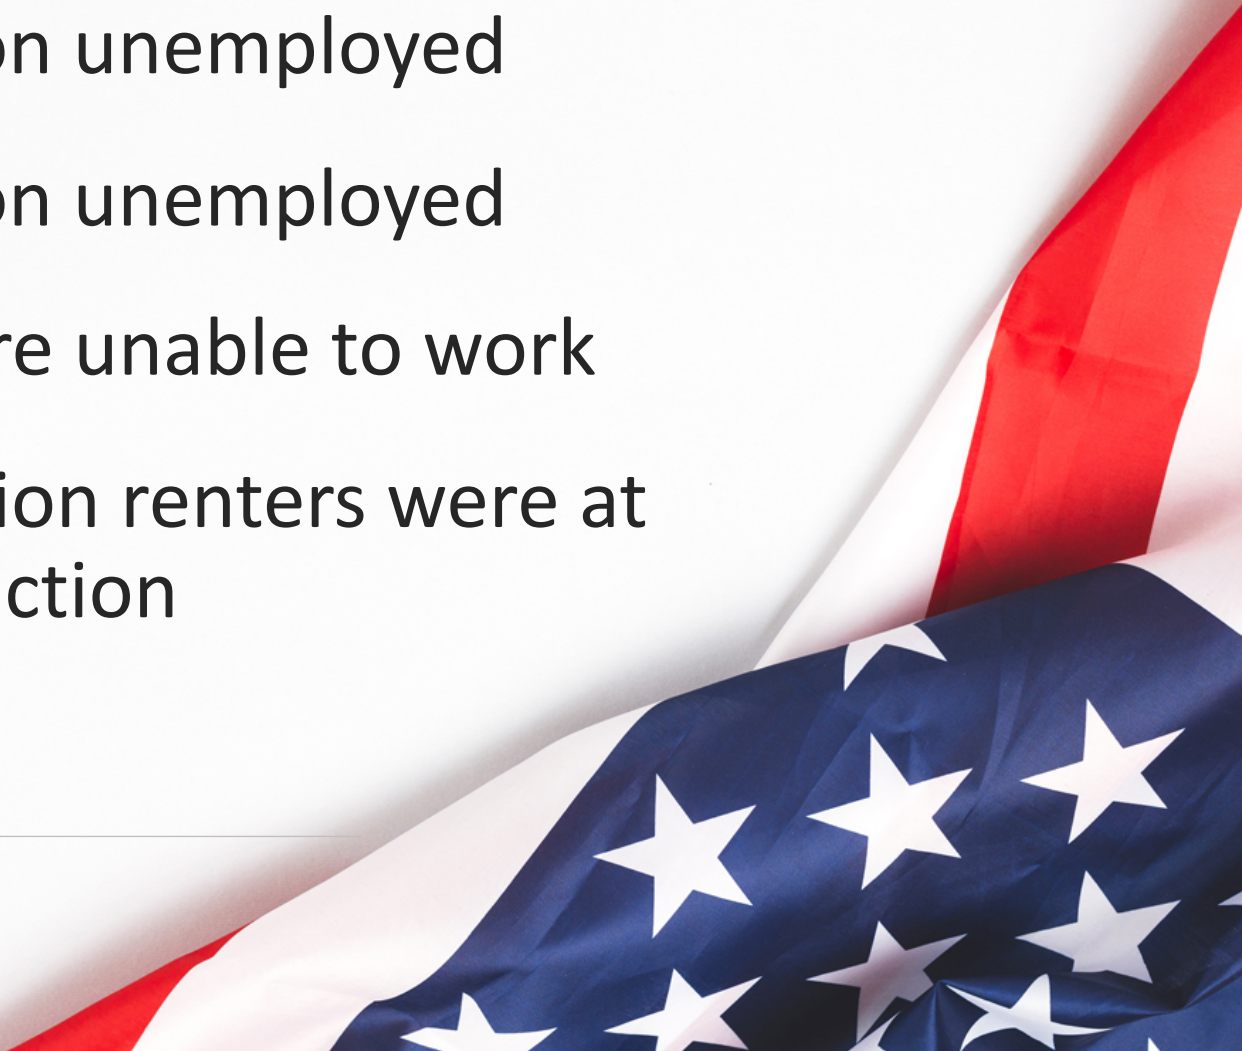 on unemployed
on unemployed
re unable to work
ion renters were at
ction